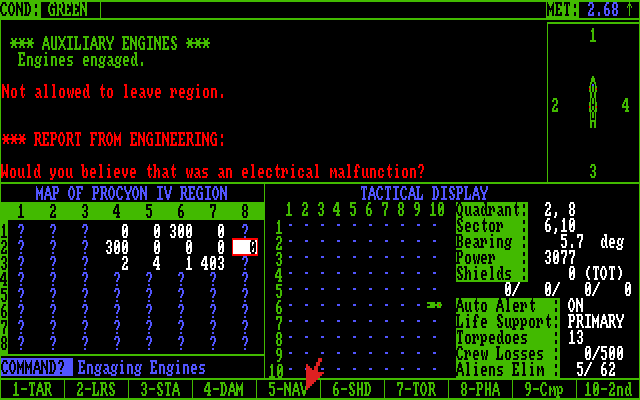 COND: GREEN MET: 2.68 ↑
*** AUXILIARY ENGINES ***
Engines engaged.
Not allowed to leave region.
*** REPORT FROM ENGINEERING:
Would you believe that was an electrical malfunction?
1
2 4
3
MAP OF PROCYON IV REGION
1 2 3 4 5 6 7 8
1 ? ? ? 0 0 300 0 ?
2 ? ? ? 300 0 0 0 0
3 ? ? ? 2 4 1 403 ?
4 ? ? ? ? ? ? ? ?
5 ? ? ? ? ? ? ? ?
6 ? ? ? ? ? ? ? ?
7 ? ? ? ? ? ? ? ?
8 ? ? ? ? ? ? ? ?
COMMAND? Engaging Engines
TACTICAL DISPLAY
1 2 3 4 5 6 7 8 9 10
1 - - - - - - - - - -
2 - - - - - - - - - -
3 - - - - - - - - - -
4 - - - - - - - - - -
5 - - - - - - - - - -
6 - - - - - - - - -
7 - - - - - - - - - -
8 - - - - - - - - - -
9 - - - - - - - - - -
10 - - - - - - - - - -
Quadrant: 2, 8
Sector : 6,10
Bearing : 5.7 deg
Power : 3077
Shields : 0 (TOT)
0/ 0/ 0/ 0
Auto Alert : ON
Life Support: PRIMARY
Torpedoes : 13
Crew Losses : 0/500
Aliens Elim : 5/ 62
1-TAR 2-LRS 3-STA 4-DAM 5-NAV 6-SHD 7-TOR 8-PHA 9-Cmp 10-2nd